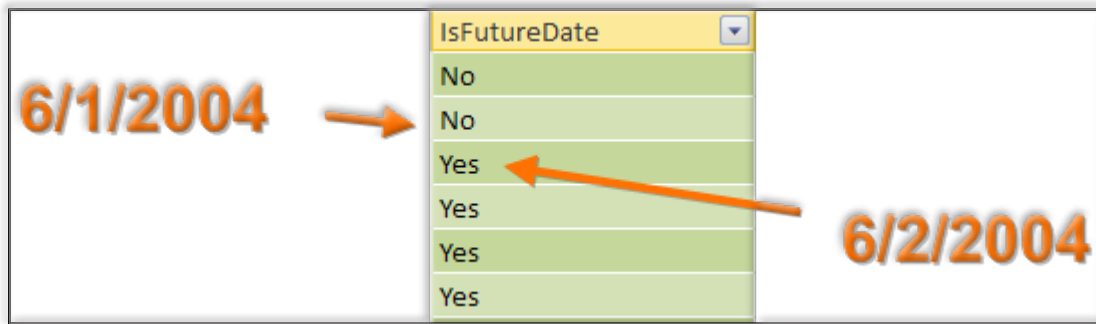 IsFutureDate
No
6/1/2004
No
Yes
Yes
6/2/2004
Yes
Yes